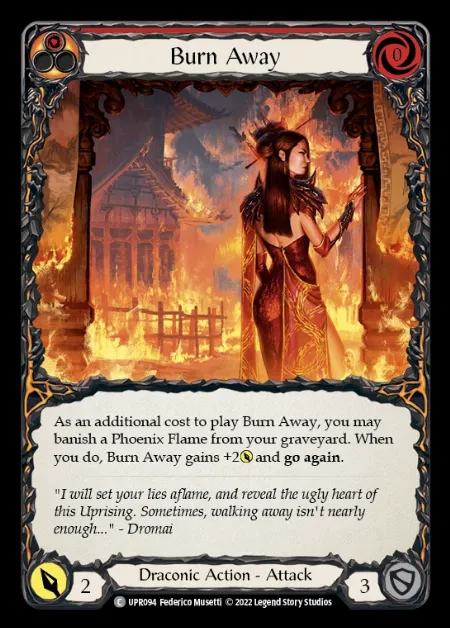 Burn Away
0
As an additional cost to play Burn Away, you may
banish a Phoenix Flame from your graveyard. When
you do, Burn Away gains +2 and go again.
"I will set your lies aflame, and reveal the ugly heart of
this Uprising. Sometimes, walking away isn't nearly
enough..." - Dromai
2
Draconic Action - Attack
3
C UPR094 Federico Musetti © 2022 Legend Story Studios